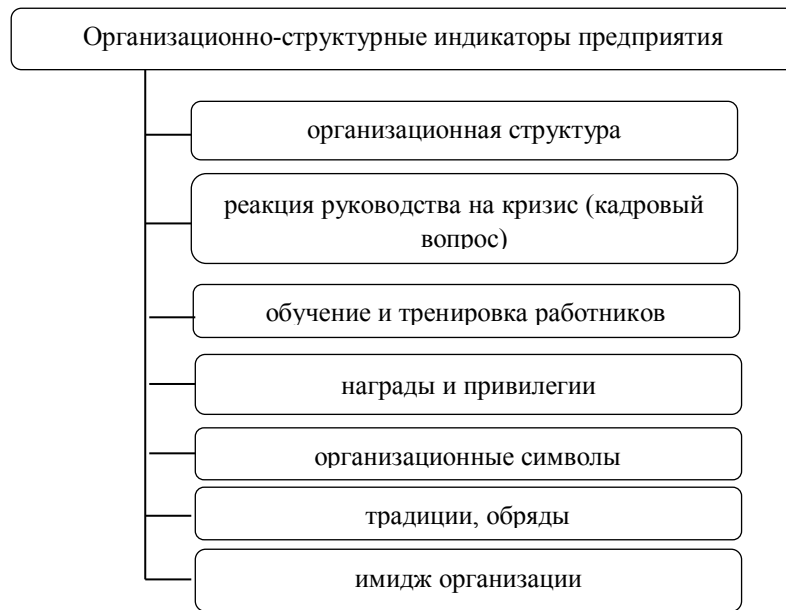 Организационно-структурные индикаторы предприятия
организационная структура
реакция руководства на кризис (кадровый
вопрос)
обучение и тренировка работников
награды и привилегии
организационные символы
традиции, обряды
имидж организации